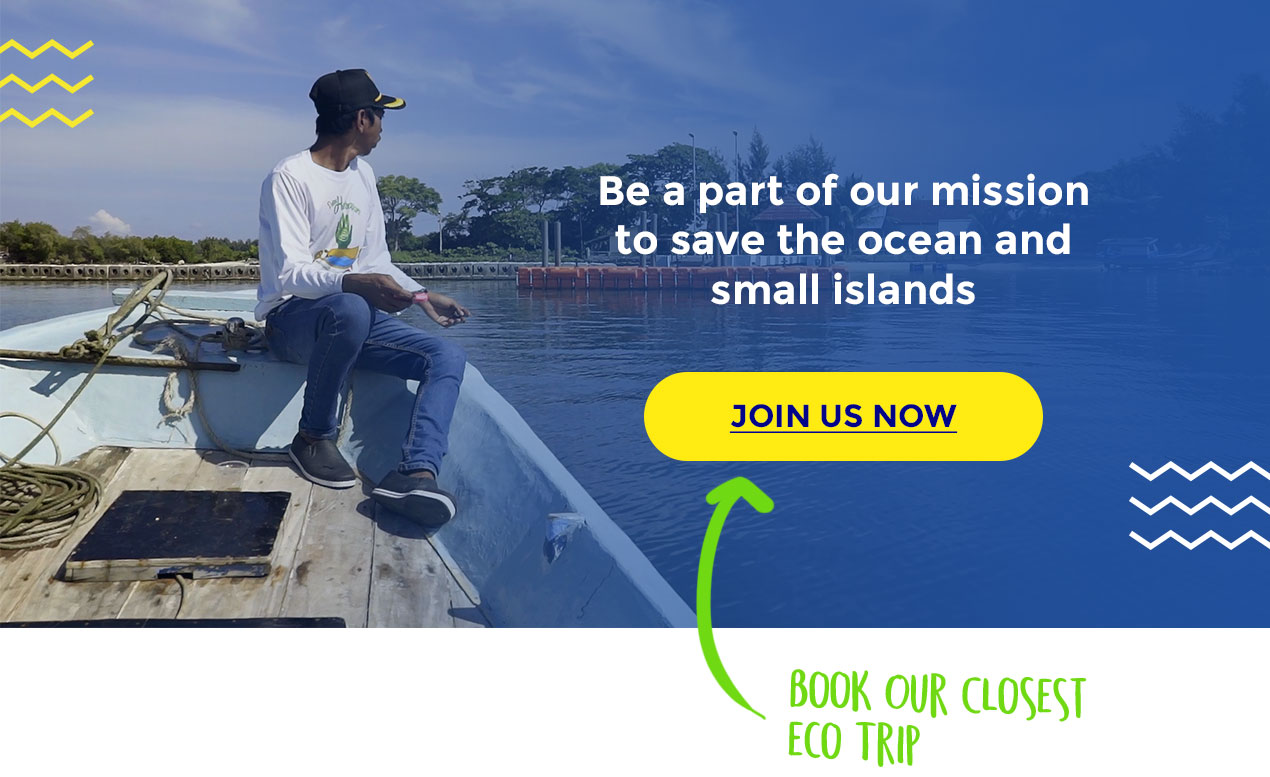 Be a part of our mission
to save the ocean and
small islands
JOIN US NOW
BOOK OUR CLOSEST
ECO TRIP